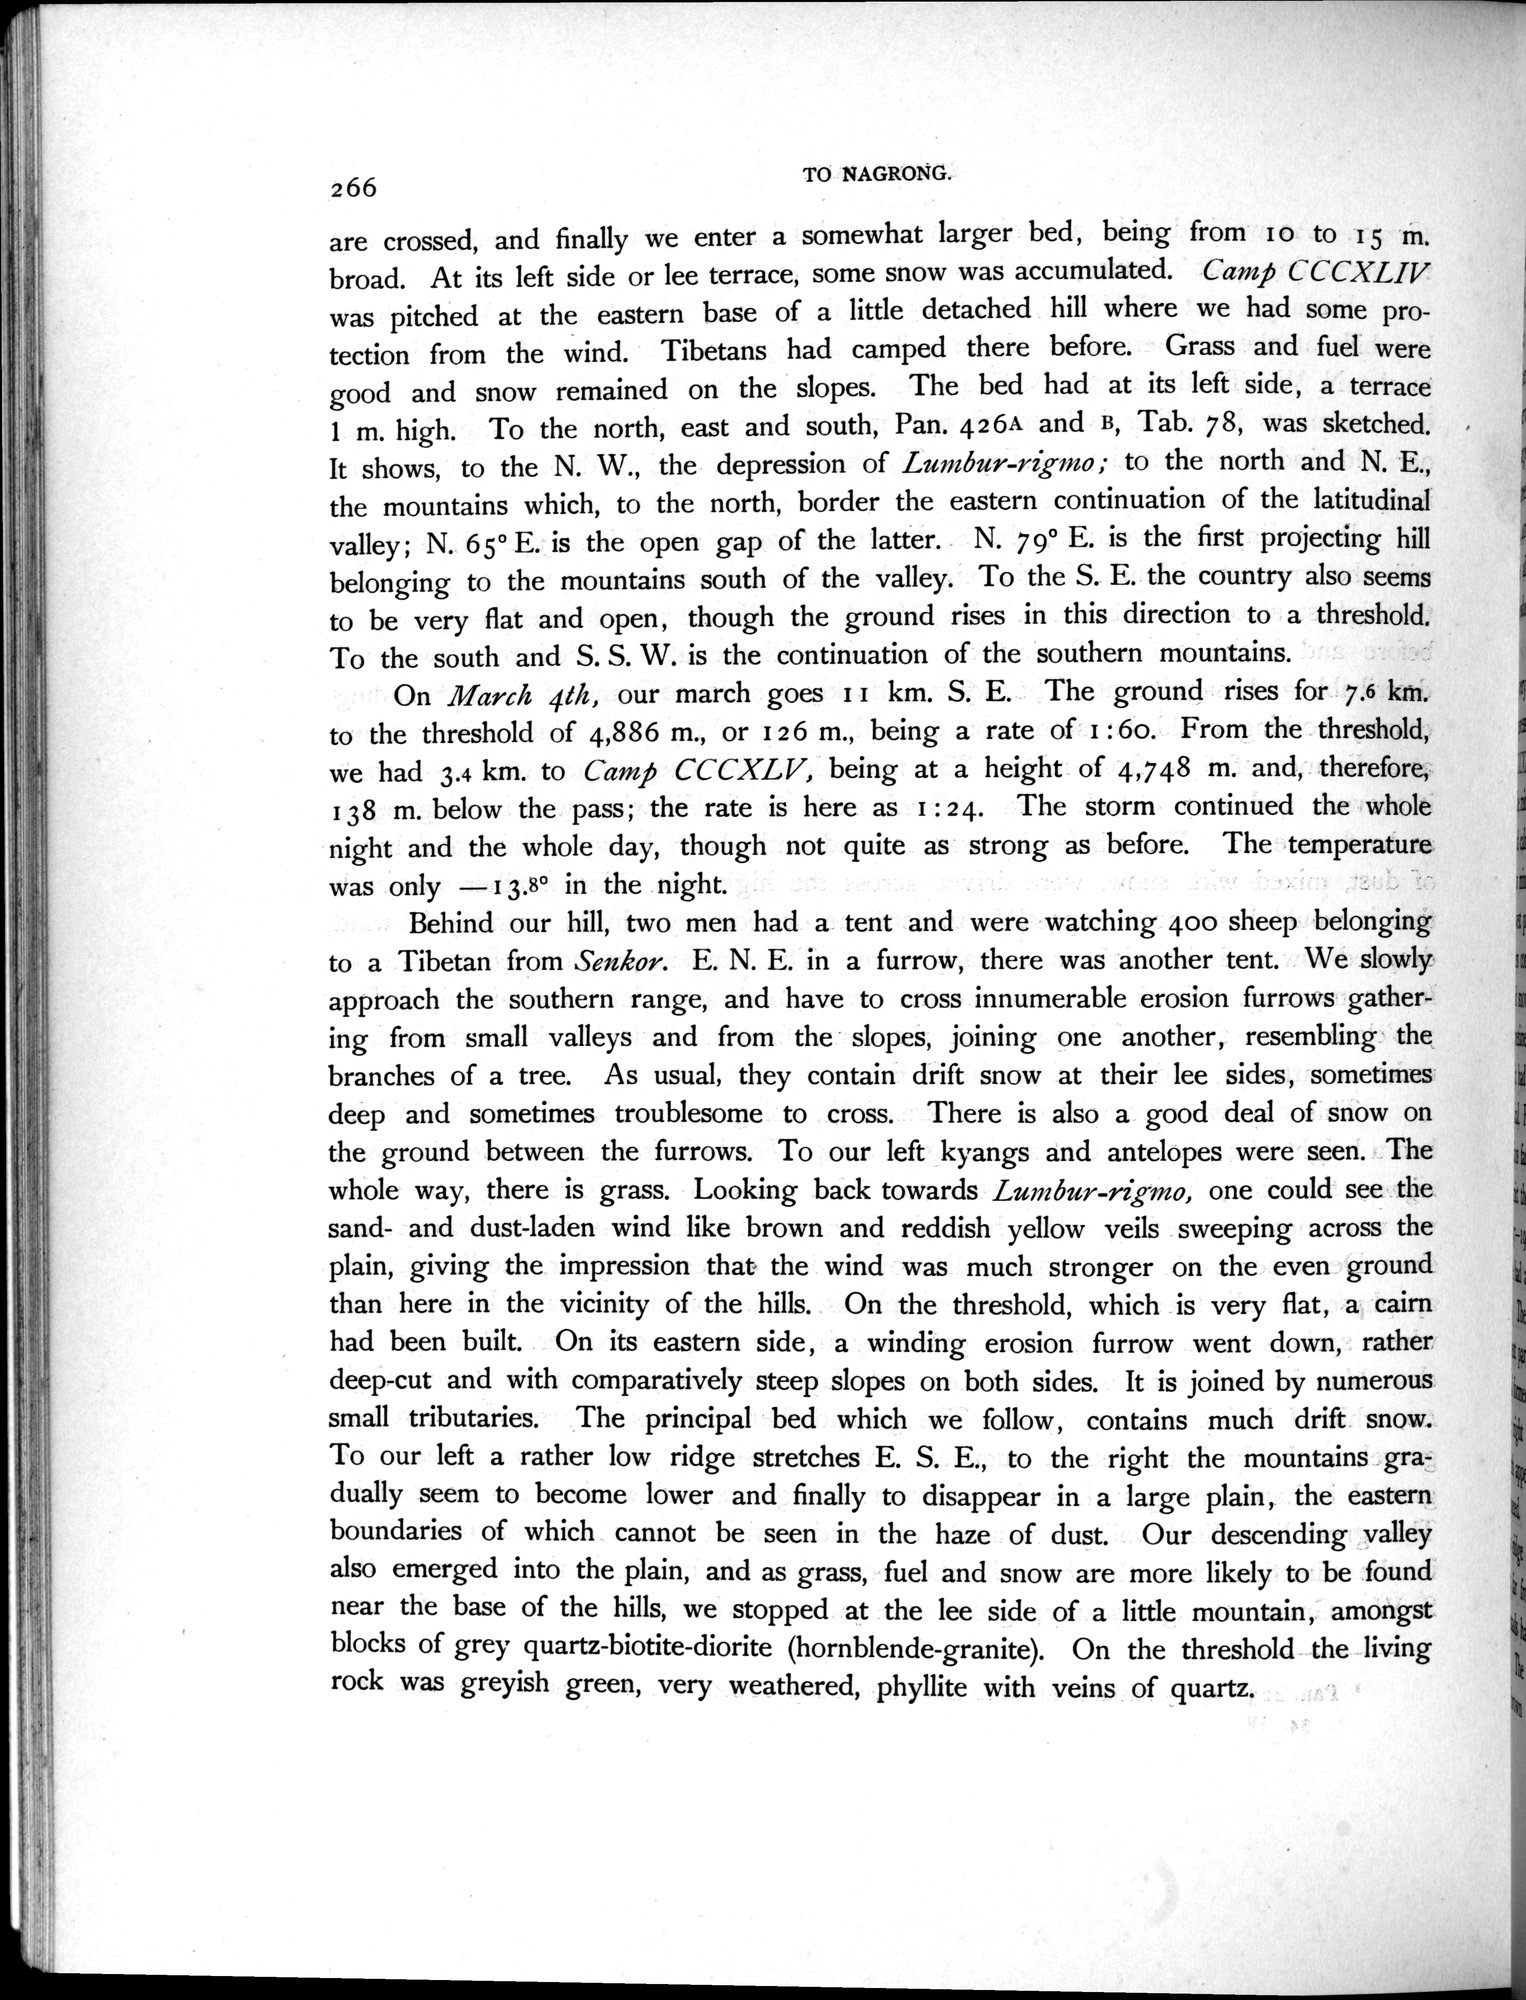 266
TO NAGRONG.
are crossed, and finally we enter a somewhat larger bed, being from 10 to 15 m.
broad. At its left side or lee terrace, some snow was accumulated. Camp CCCXLIV
was pitched at the eastern base of a little detached hill where we had some pro-
tection from the wind. Tibetans had camped there before. Grass and fuel were
good and snow remained on the slopes. The bed had at its left side, a terrace
1 m. high. To the north, east and south, Pan. 426A and B, Tab. 78, was sketched.
It shows, to the N. W., the depression of Lumbur-rigmo; to the north and N. E.,
the mountains which, to the north, border the eastern continuation of the latitudinal
valley; N. 65° E. is the open gap of the latter. N. 79° E. is the first projecting hill
belonging to the mountains south of the valley. To the S. E. the country also seems
to be very flat and open, though the ground rises in this direction to a threshold.
To the south and S. S. W. is the continuation of the southern mountains.
On March 4th, our march goes 11 km. S. E. The ground rises for 7.6 km.
to the threshold of 4,886 m., or 126 m., being a rate of 1:60. From the threshold,
we had 3.4 km. to Camp CCCXLV, being at a height of 4,748 m. and, therefore,
138 m. below the pass; the rate is here as 1:24. The storm continued the whole
night and the whole day, though not quite as strong as before. The temperature
was only —13.8° in the night.
Behind our hill, two men had a tent and were watching 400 sheep belonging
to a Tibetan from Senkor. E. N. E. in a furrow, there was another tent. We slowly
approach the southern range, and have to cross innumerable erosion furrows gather-
ing from small valleys and from the slopes, joining one another, resembling the
branches of a tree. As usual, they contain drift snow at their lee sides, sometimes
deep and sometimes troublesome to cross. There is also a good deal of snow on
the ground between the furrows. To our left kyangs and antelopes were seen. The
whole way, there is grass. Looking back towards Lumbur-rigmo, one could see the
sand- and dust-laden wind like brown and reddish yellow veils sweeping across the
plain, giving the impression that the wind was much stronger on the even ground
than here in the vicinity of the hills. On the threshold, which is very flat, a cairn
had been built. On its eastern side, a winding erosion furrow went down, rather
deep-cut and with comparatively steep slopes on both sides. It is joined by numerous
small tributaries. The principal bed which we follow, contains much drift snow.
To our left a rather low ridge stretches E. S. E., to the right the mountains gra-
dually seem to become lower and finally to disappear in a large plain, the eastern
boundaries of which cannot be seen in the haze of dust. Our descending valley
also emerged into the plain, and as grass, fuel and snow are more likely to be found
near the base of the hills, we stopped at the lee side of a little mountain, amongst
blocks of grey quartz-biotite-diorite (hornblende-granite). On the threshold the living
rock was greyish green, very weathered, phyllite with veins of quartz.